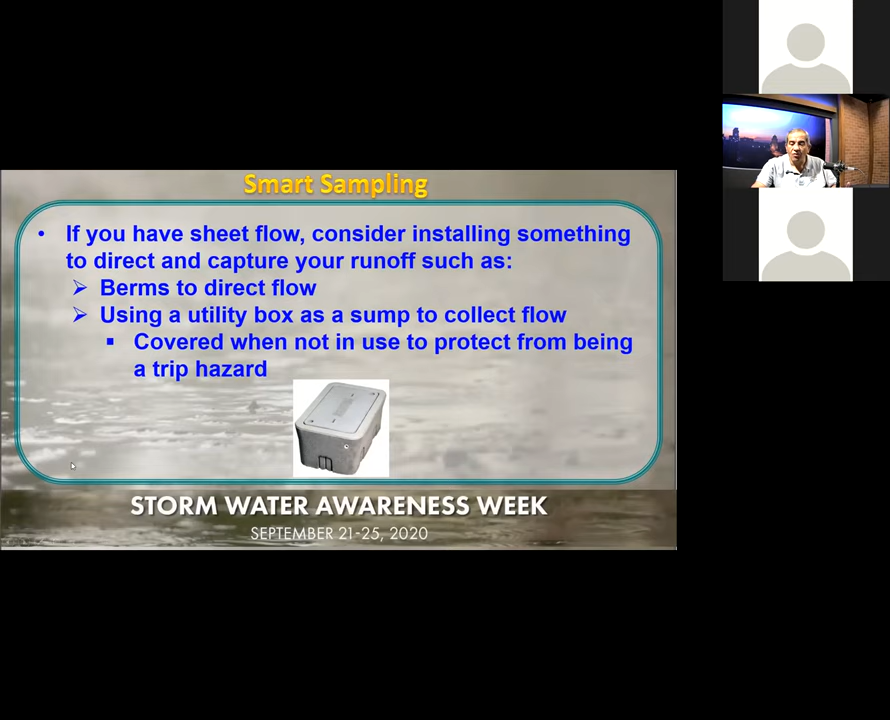 Smart Sampling
• If you have sheet flow, consider installing something
to direct and capture your runoff such as:
➢ Berms to direct flow
➢ Using a utility box as a sump to collect flow
▪ Covered when not in use to protect from being
a trip hazard
STORM WATER AWARENESS WEEK
SEPTEMBER 21-25, 2020